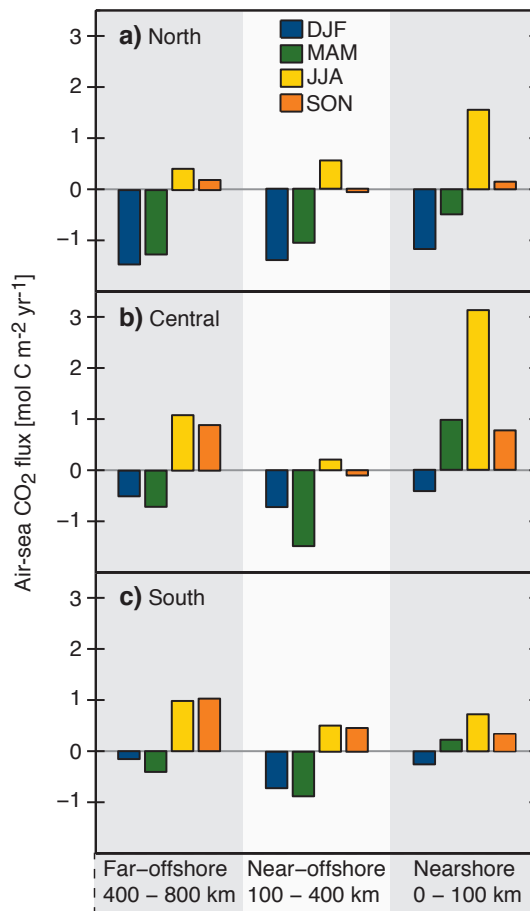 a) North
DJF
MAM
JJA
SON
3
2
1
0
−1
b) Central
3
2
1
0
−1
c) South
3
2
1
0
−1
Air-sea CO2 flux [mol C m-2 yr-1]
Far−offshore
400 – 800 km
Near−offshore
100 – 400 km
Nearshore
0 – 100 km